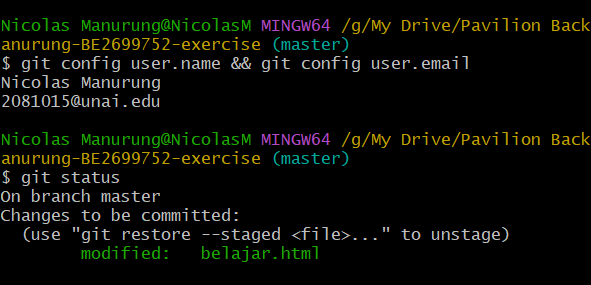 Nicolas Manurung@NicolasM MINGW64 /g/My Drive/Pavilion Back
anurung-BE2699752-exercise (master)
$ git config user.name && git config user.email
Nicolas Manurung
2081015@unai.edu
Nicolas Manurung@NicolasM MINGW64 /g/My Drive/Pavilion Back
anurung-BE2699752-exercise (master)
$ git status
On branch master
Changes to be committed:
(use "git restore --staged <file>..." to unstage)
modified: belajar.html